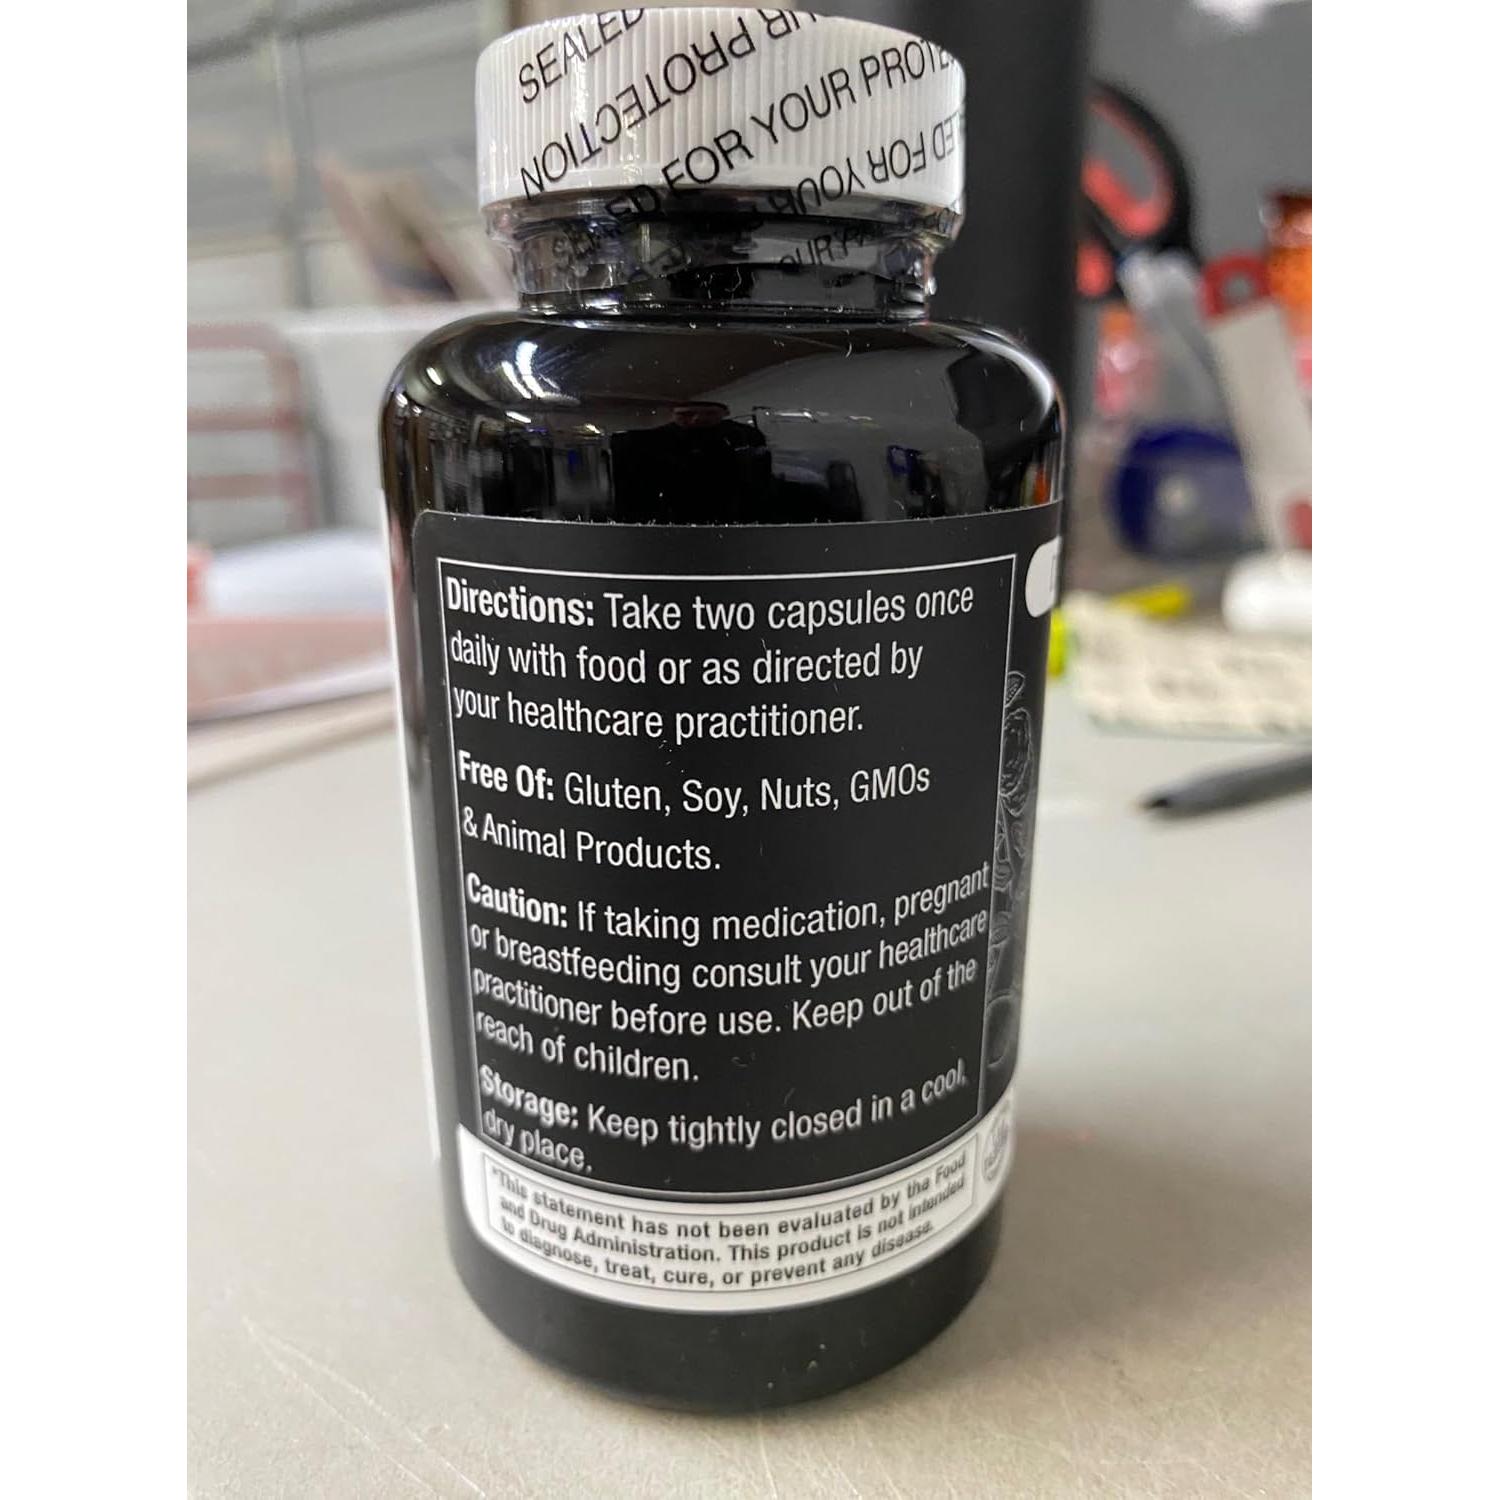 SEALED
SEALED FOR YOUR PROTE
Directions: Take two capsules once
daily with food or as directed by
your healthcare practitioner.
Free Of: Gluten, Soy, Nuts, GMOs
& Animal Products.
Caution: If taking medication, pregnant
or breastfeeding consult your healthcare
practitioner before use. Keep out of the
reach of children.
Storage: Keep tightly closed in a cool,
dry place.
*This statement has not been evaluated by the Food
and Drug Administration. This product is not intended
to diagnose, treat, cure, or prevent any disease.